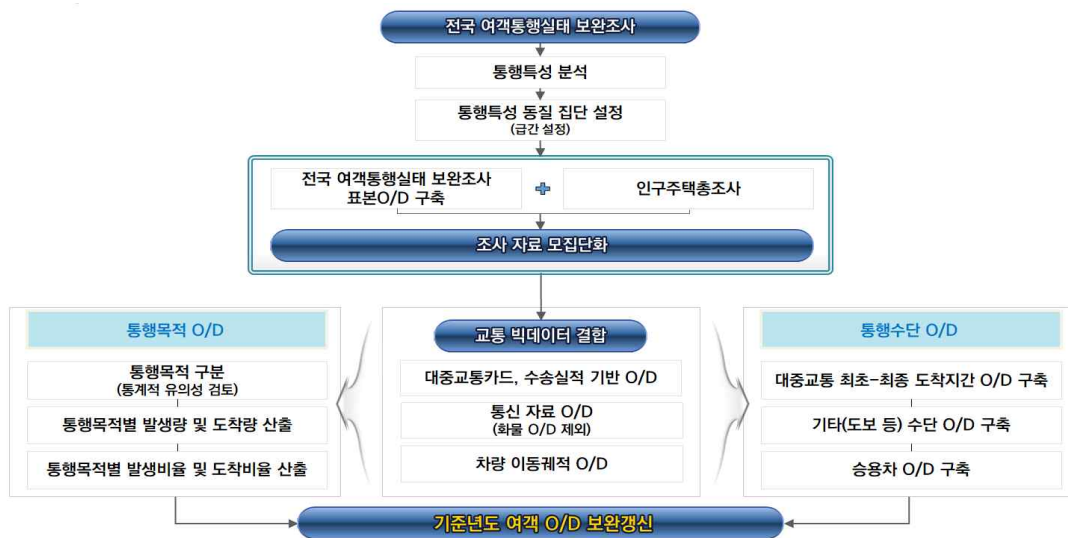 전국 여객통행실태 보완조사
통행특성 분석
통행특성 동질 집단 설정
(급간 설정)
전국 여객통행실태 보완조사
표본O/D 구축
인구주택총조사
조사 자료 모집단화
통행목적 O/D
통행목적 구분
(통계적 유의성 검토)
통행목적별 발생량 및 도착량 산출
통행목적별 발생비율 및 도착비율 산출
교통 빅데이터 결합
대중교통카드, 수송실적 기반 O/D
통신 자료 O/D
(화물 O/D 제외)
차량 이동궤적 O/D
통행수단 O/D
대중교통 최초-최종 도착지간 O/D 구축
기타(도보 등) 수단 O/D 구축
승용차 O/D 구축
기준년도 여객 O/D 보완갱신